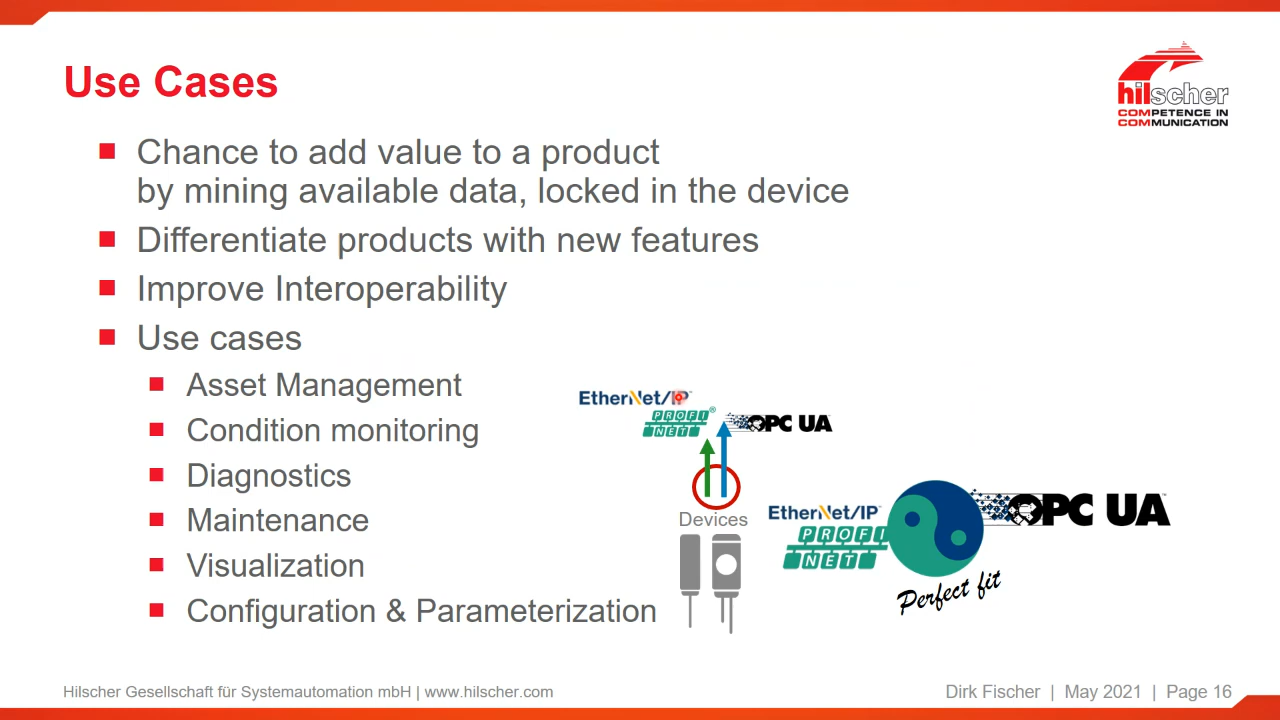 Use Cases
hilscher
COMPETENCE IN
COMMUNICATION
Chance to add value to a product
by mining available data, locked in the device
Differentiate products with new features
Improve Interoperability
Use cases
Asset Management
Condition monitoring
Diagnostics
Maintenance
Visualization
Configuration & Parameterization
EtherNet/IP™
PROFI®
NET
OPC UA
Devices
EtherNet/IP™
PROFI
NET
OPC UA™
Perfect fit
Hilscher Gesellschaft für Systemautomation mbH | www.hilscher.com
Dirk Fischer | May 2021 | Page 16